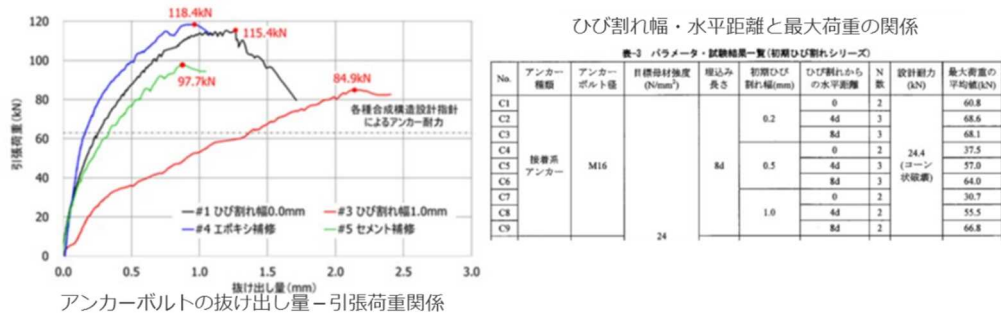 118.4kN
115.4kN
97.7kN
84.9kN
各種合成構造設計指針
によるアンカー耐力
引張荷重(kN)
120
100
80
60
40
20
0
#1 ひび割れ幅0.0mm
#3 ひび割れ幅1.0mm
#4 エポキシ補修
#5 セメント補修
0.0 0.5 1.0 1.5 2.0 2.5 3.0
抜け出し量(mm)
アンカーボルトの抜け出し量－引張荷重関係
ひび割れ幅・水平距離と最大荷重の関係
表-3 パラメータ・試験結果一覧(初期ひび割れシリーズ)
No. アンカー種類 アンカーボルト径 目標母材強度(N/mm²) 埋込み長さ 初期ひび割れ幅(mm) ひび割れからの水平距離 N数 設計耐力(kN) 最大荷重の平均値(kN)
C1 0 2 60.8
C2 0.2 4d 3 68.6
C3 8d 3 68.1
C4 0 2 37.5
C5 接着系アンカー M16 24 8d 0.5 4d 3 24.4(コーン状破壊) 57.0
C6 8d 3 64.0
C7 0 2 30.7
C8 1.0 4d 2 55.5
C9 8d 2 66.8